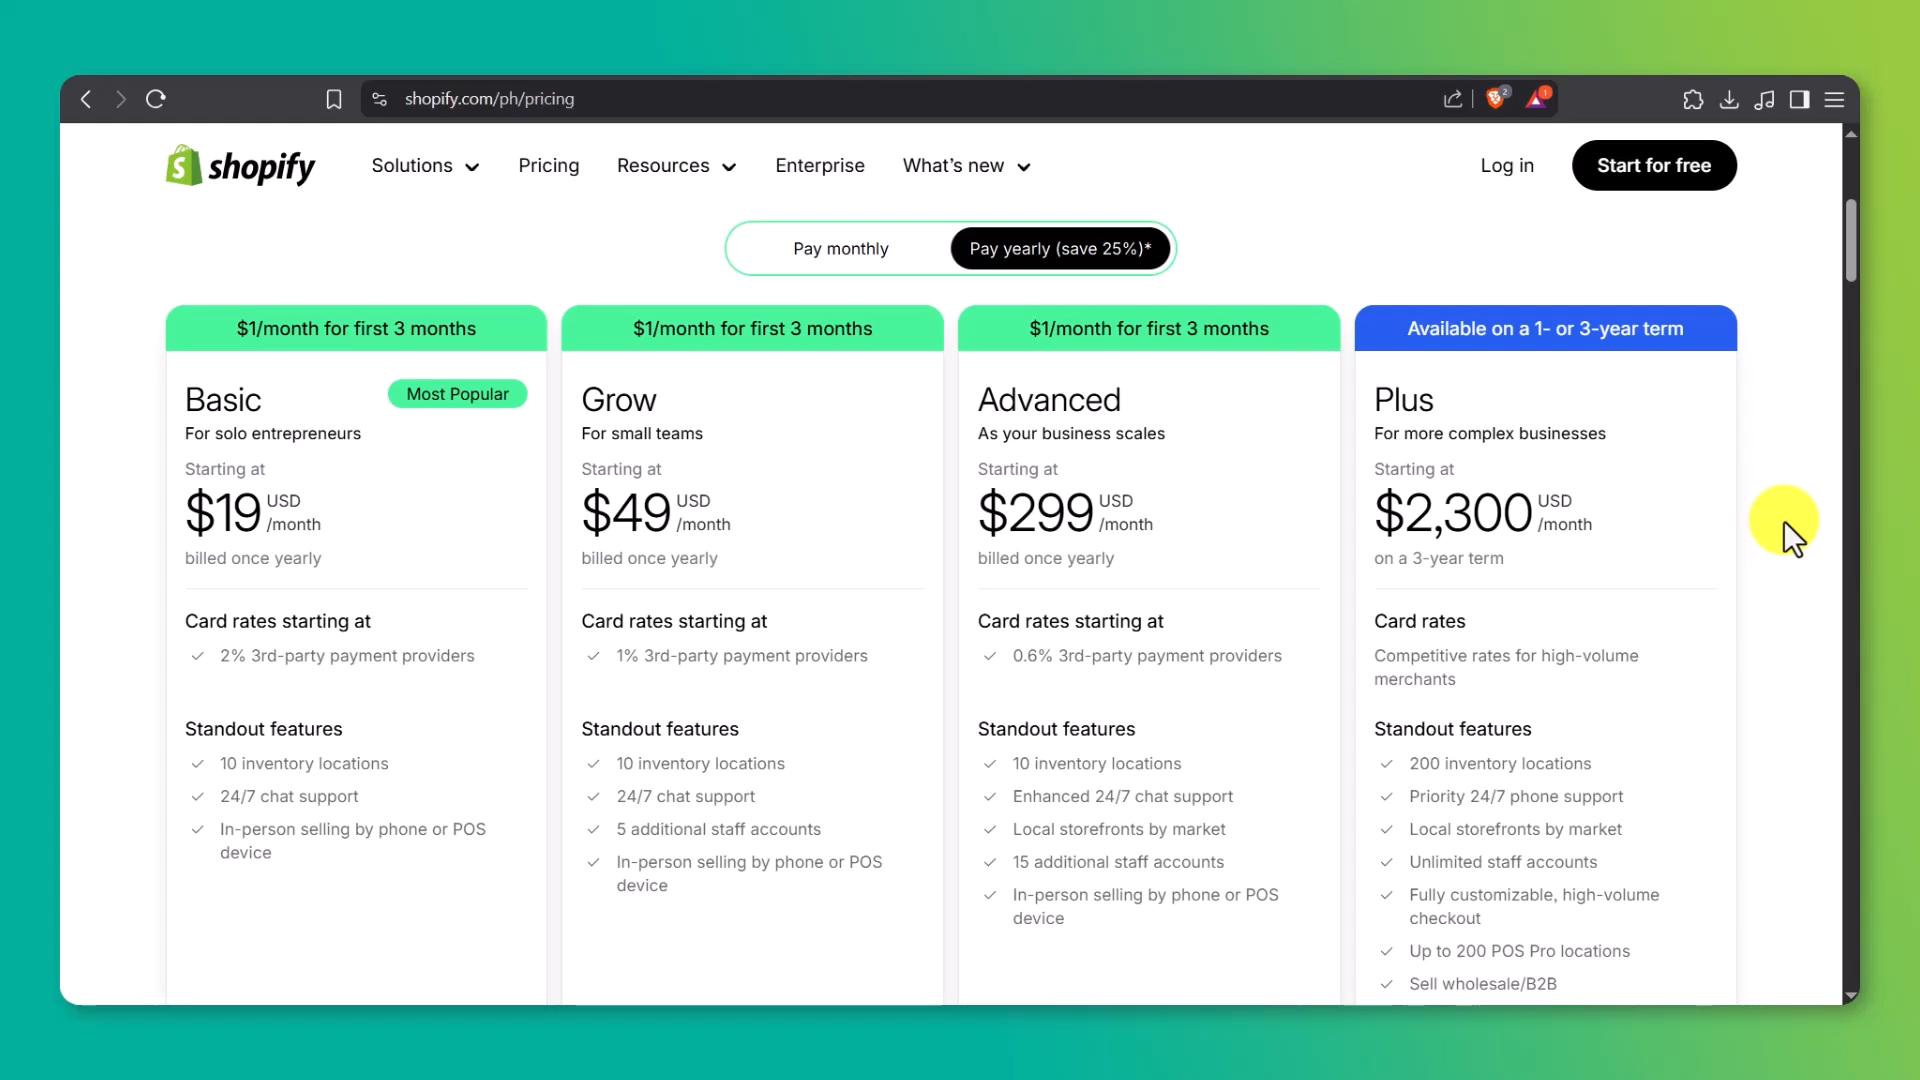 shopify.com/ph/pricing
2
1
shopify
Solutions
Pricing
Resources
Enterprise
What's new
Log in
Start for free
Pay monthly
Pay yearly (save 25%)*
$1/month for first 3 months
Basic
Most Popular
For solo entrepreneurs
Starting at
$19 USD
/month
billed once yearly
Card rates starting at
2% 3rd-party payment providers
Standout features
10 inventory locations
24/7 chat support
In-person selling by phone or POS
device
$1/month for first 3 months
Grow
For small teams
Starting at
$49 USD
/month
billed once yearly
Card rates starting at
1% 3rd-party payment providers
Standout features
10 inventory locations
24/7 chat support
5 additional staff accounts
In-person selling by phone or POS
device
$1/month for first 3 months
Advanced
As your business scales
Starting at
$299 USD
/month
billed once yearly
Card rates starting at
0.6% 3rd-party payment providers
Standout features
10 inventory locations
Enhanced 24/7 chat support
Local storefronts by market
15 additional staff accounts
In-person selling by phone or POS
device
Available on a 1- or 3-year term
Plus
For more complex businesses
Starting at
$2,300 USD
/month
on a 3-year term
Card rates
Competitive rates for high-volume
merchants
Standout features
200 inventory locations
Priority 24/7 phone support
Local storefronts by market
Unlimited staff accounts
Fully customizable, high-volume
checkout
Up to 200 POS Pro locations
Sell wholesale/B2B